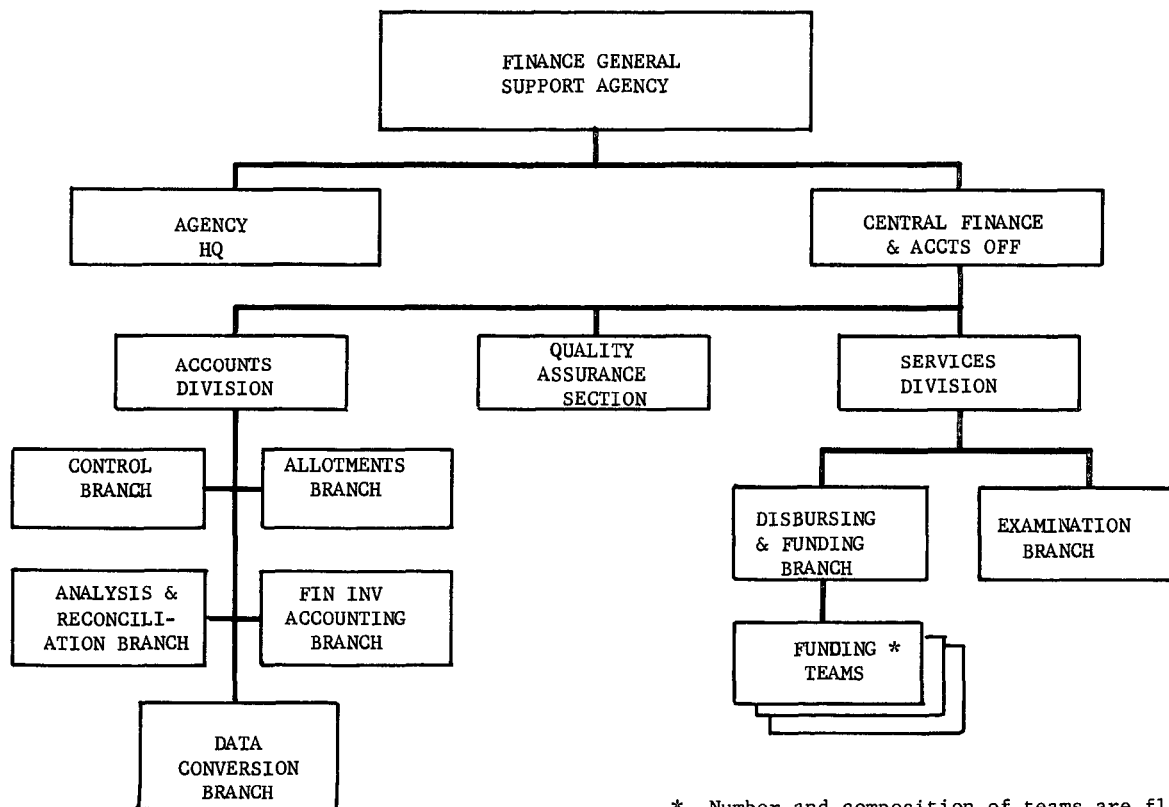 FINANCE GENERAL
SUPPORT AGENCY
AGENCY
HQ
CENTRAL FINANCE
& ACCTS OFF
ACCOUNTS
DIVISION
QUALITY
ASSURANCE
SECTION
SERVICES
DIVISION
CONTROL
BRANCH
ALLOTMENTS
BRANCH
ANALYSIS &
RECONCILI-
ATION BRANCH
FIN INV
ACCOUNTING
BRANCH
DATA
CONVERSION
BRANCH
DISBURSING
& FUNDING
BRANCH
EXAMINATION
BRANCH
FUNDING *
TEAMS
* Number and composition of teams are